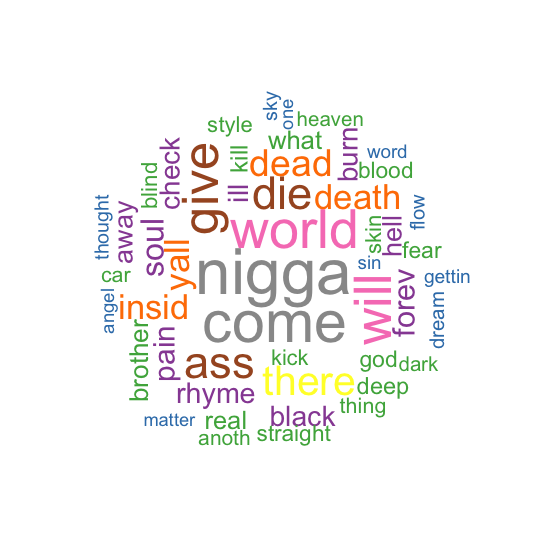 sky
one
heaven
style
what
word
kill
burn
dead
blood
check
blind
give
ill
die
death
skin
flow
hell
fear
thought
away
soul
yall
world
sin
gettin
car
nigga
will
forev
dream
angel
insid
come
brother
pain
ass
kick
there
god
dark
deep
rhyme
thing
matter
real
black
anoth
straight